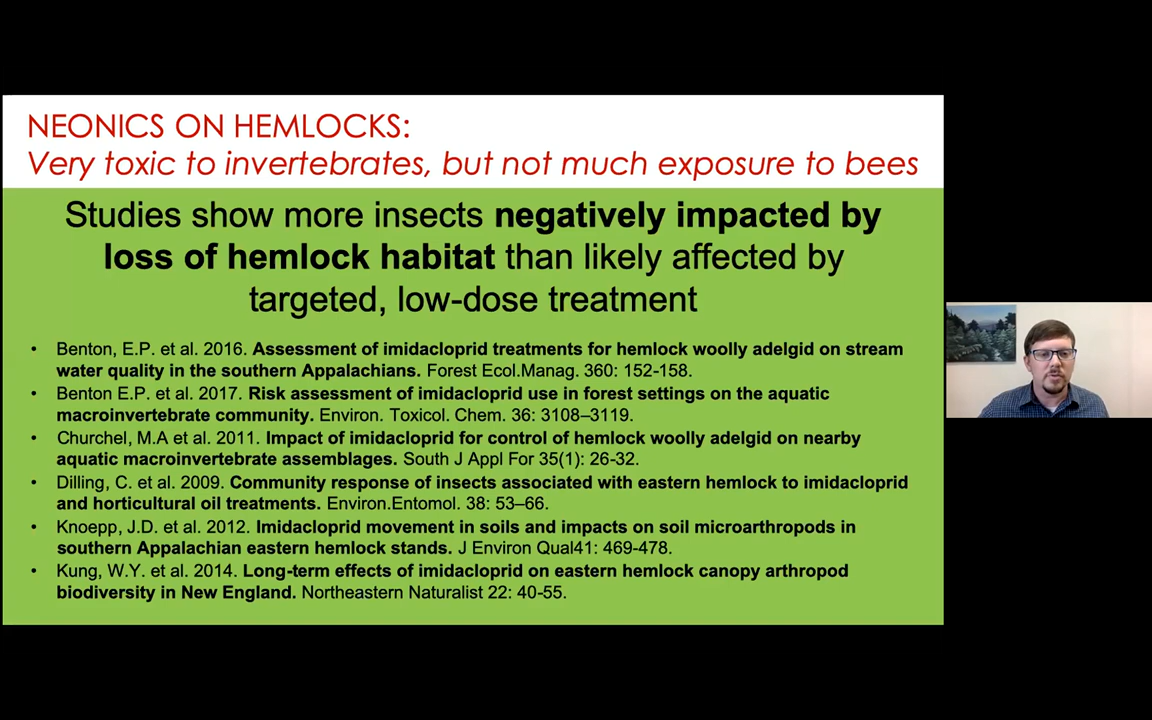 NEONICS ON HEMLOCKS:
Very toxic to invertebrates, but not much exposure to bees
Studies show more insects negatively impacted by
loss of hemlock habitat than likely affected by
targeted, low-dose treatment
• Benton, E.P. et al. 2016. Assessment of imidacloprid treatments for hemlock woolly adelgid on stream
water quality in the southern Appalachians. Forest Ecol.Manag. 360: 152-158.
• Benton E.P. et al. 2017. Risk assessment of imidacloprid use in forest settings on the aquatic
macroinvertebrate community. Environ. Toxicol. Chem. 36: 3108–3119.
• Churchel, M.A et al. 2011. Impact of imidacloprid for control of hemlock woolly adelgid on nearby
aquatic macroinvertebrate assemblages. South J Appl For 35(1): 26-32.
• Dilling, C. et al. 2009. Community response of insects associated with eastern hemlock to imidacloprid
and horticultural oil treatments. Environ.Entomol. 38: 53–66.
• Knoepp, J.D. et al. 2012. Imidacloprid movement in soils and impacts on soil microarthropods in
southern Appalachian eastern hemlock stands. J Environ Qual41: 469-478.
• Kung, W.Y. et al. 2014. Long-term effects of imidacloprid on eastern hemlock canopy arthropod
biodiversity in New England. Northeastern Naturalist 22: 40-55.